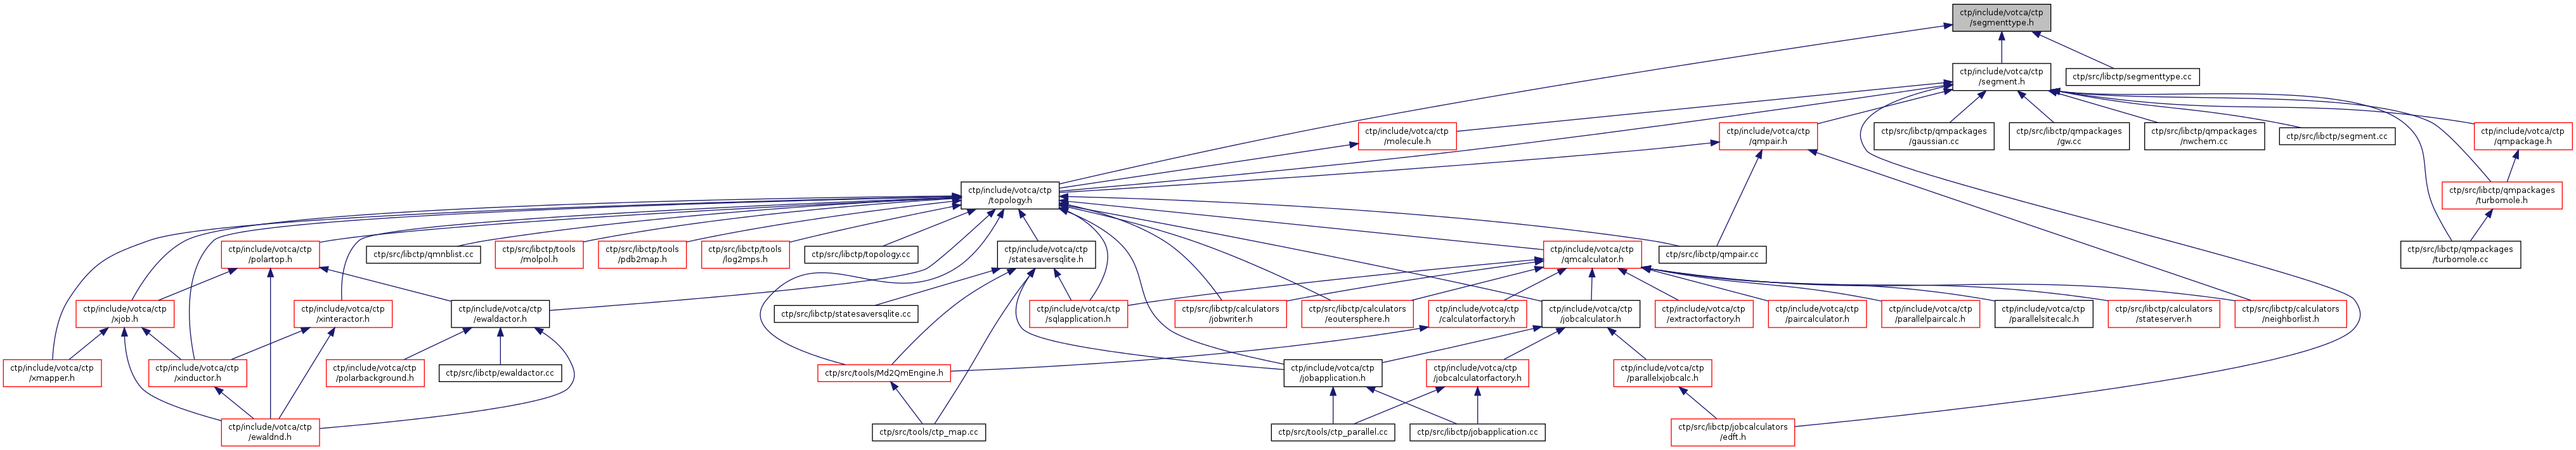 ctp/include/votca/ctp
/segmenttype.h
ctp/include/votca/ctp
/segment.h
ctp/src/libctp/segmenttype.cc
ctp/include/votca/ctp
/molecule.h
ctp/include/votca/ctp
/qmpair.h
ctp/src/libctp/qmpackages
/gaussian.cc
ctp/src/libctp/qmpackages
/gw.cc
ctp/src/libctp/qmpackages
/nwchem.cc
ctp/src/libctp/segment.cc
ctp/include/votca/ctp
/qmpackage.h
ctp/include/votca/ctp
/topology.h
ctp/src/libctp/qmpackages
/turbomole.h
ctp/include/votca/ctp
/polartop.h
ctp/src/libctp/qmnblist.cc
ctp/src/libctp/tools
/molpol.h
ctp/src/libctp/tools
/pdb2map.h
ctp/src/libctp/tools
/log2mps.h
ctp/src/libctp/topology.cc
ctp/include/votca/ctp
/statesaversqlite.h
ctp/include/votca/ctp
/qmcalculator.h
ctp/src/libctp/qmpair.cc
ctp/src/libctp/qmpackages
/turbomole.cc
ctp/include/votca/ctp
/xjob.h
ctp/include/votca/ctp
/xinteractor.h
ctp/include/votca/ctp
/ewaldactor.h
ctp/src/libctp/statesaversqlite.cc
ctp/include/votca/ctp
/sqlapplication.h
ctp/src/libctp/calculators
/jobwriter.h
ctp/src/libctp/calculators
/eoutersphere.h
ctp/include/votca/ctp
/calculatorfactory.h
ctp/include/votca/ctp
/jobcalculator.h
ctp/include/votca/ctp
/extractorfactory.h
ctp/include/votca/ctp
/paircalculator.h
ctp/include/votca/ctp
/parallelpaircalc.h
ctp/include/votca/ctp
/parallelsitecalc.h
ctp/src/libctp/calculators
/stateserver.h
ctp/src/libctp/calculators
/neighborlist.h
ctp/include/votca/ctp
/xmapper.h
ctp/include/votca/ctp
/xinductor.h
ctp/include/votca/ctp
/polarbackground.h
ctp/src/libctp/ewaldactor.cc
ctp/src/tools/Md2QmEngine.h
ctp/include/votca/ctp
/jobapplication.h
ctp/include/votca/ctp
/jobcalculatorfactory.h
ctp/include/votca/ctp
/parallelxjobcalc.h
ctp/include/votca/ctp
/ewaldnd.h
ctp/src/tools/ctp_map.cc
ctp/src/tools/ctp_parallel.cc
ctp/src/libctp/jobapplication.cc
ctp/src/libctp/jobcalculators
/edft.h